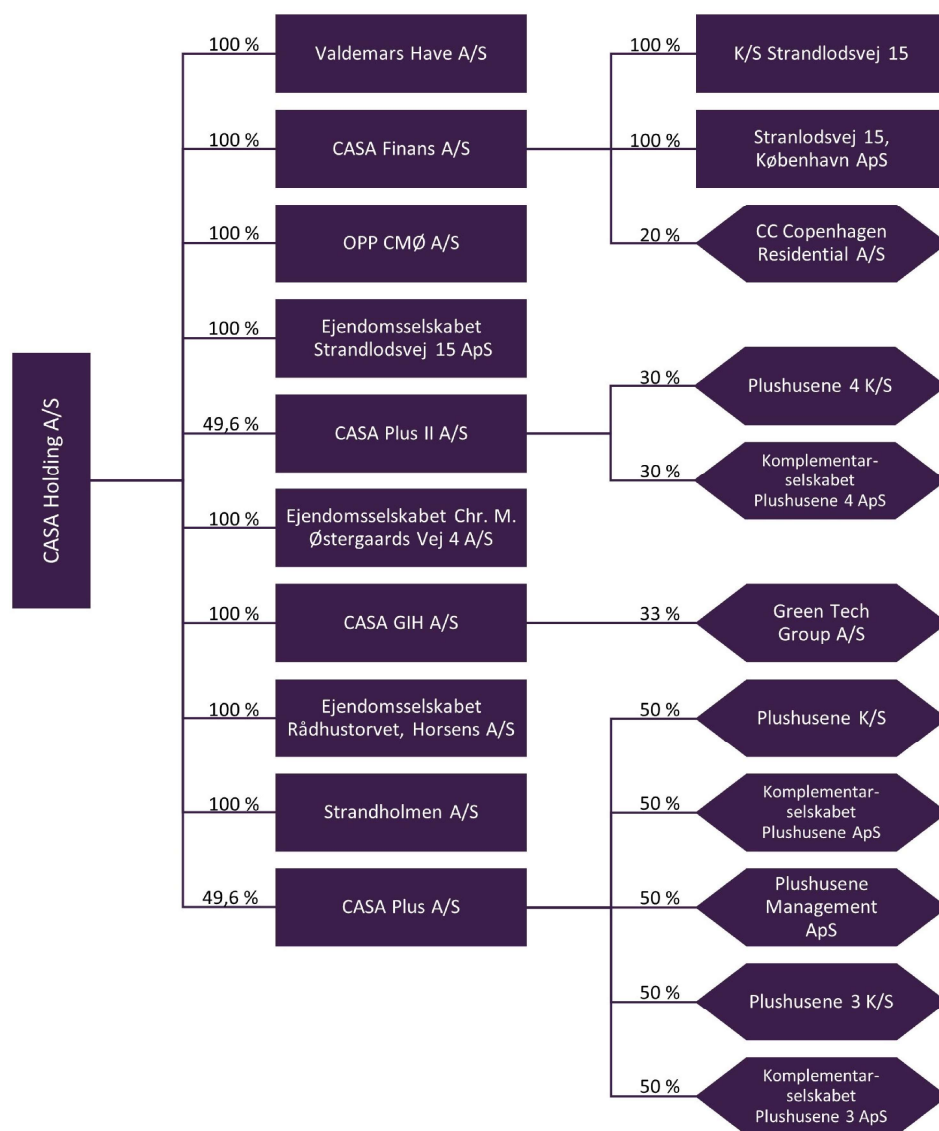 CASA Holding A/S
100 %
Valdemars Have A/S
100 %
CASA Finans A/S
100 %
OPP CMØ A/S
100 %
Ejendomsselskabet
Strandlodsvej 15 ApS
49,6 %
CASA Plus II A/S
100 %
Ejendomsselskabet Chr. M.
Østergaards Vej 4 A/S
100 %
CASA GIH A/S
100 %
Ejendomsselskabet
Rådhustorvet, Horsens A/S
100 %
Strandholmen A/S
49,6 %
CASA Plus A/S
100 %
K/S Strandlodsvej 15
100 %
Stranlodsvej 15,
København ApS
20 %
CC Copenhagen
Residential A/S
30 %
Plushusene 4 K/S
30 %
Komplementar-
selskabet
Plushusene 4 ApS
33 %
Green Tech
Group A/S
50 %
Plushusene K/S
50 %
Komplementar-
selskabet
Plushusene ApS
50 %
Plushusene
Management
ApS
50 %
Plushusene 3 K/S
50 %
Komplementar-
selskabet
Plushusene 3 ApS